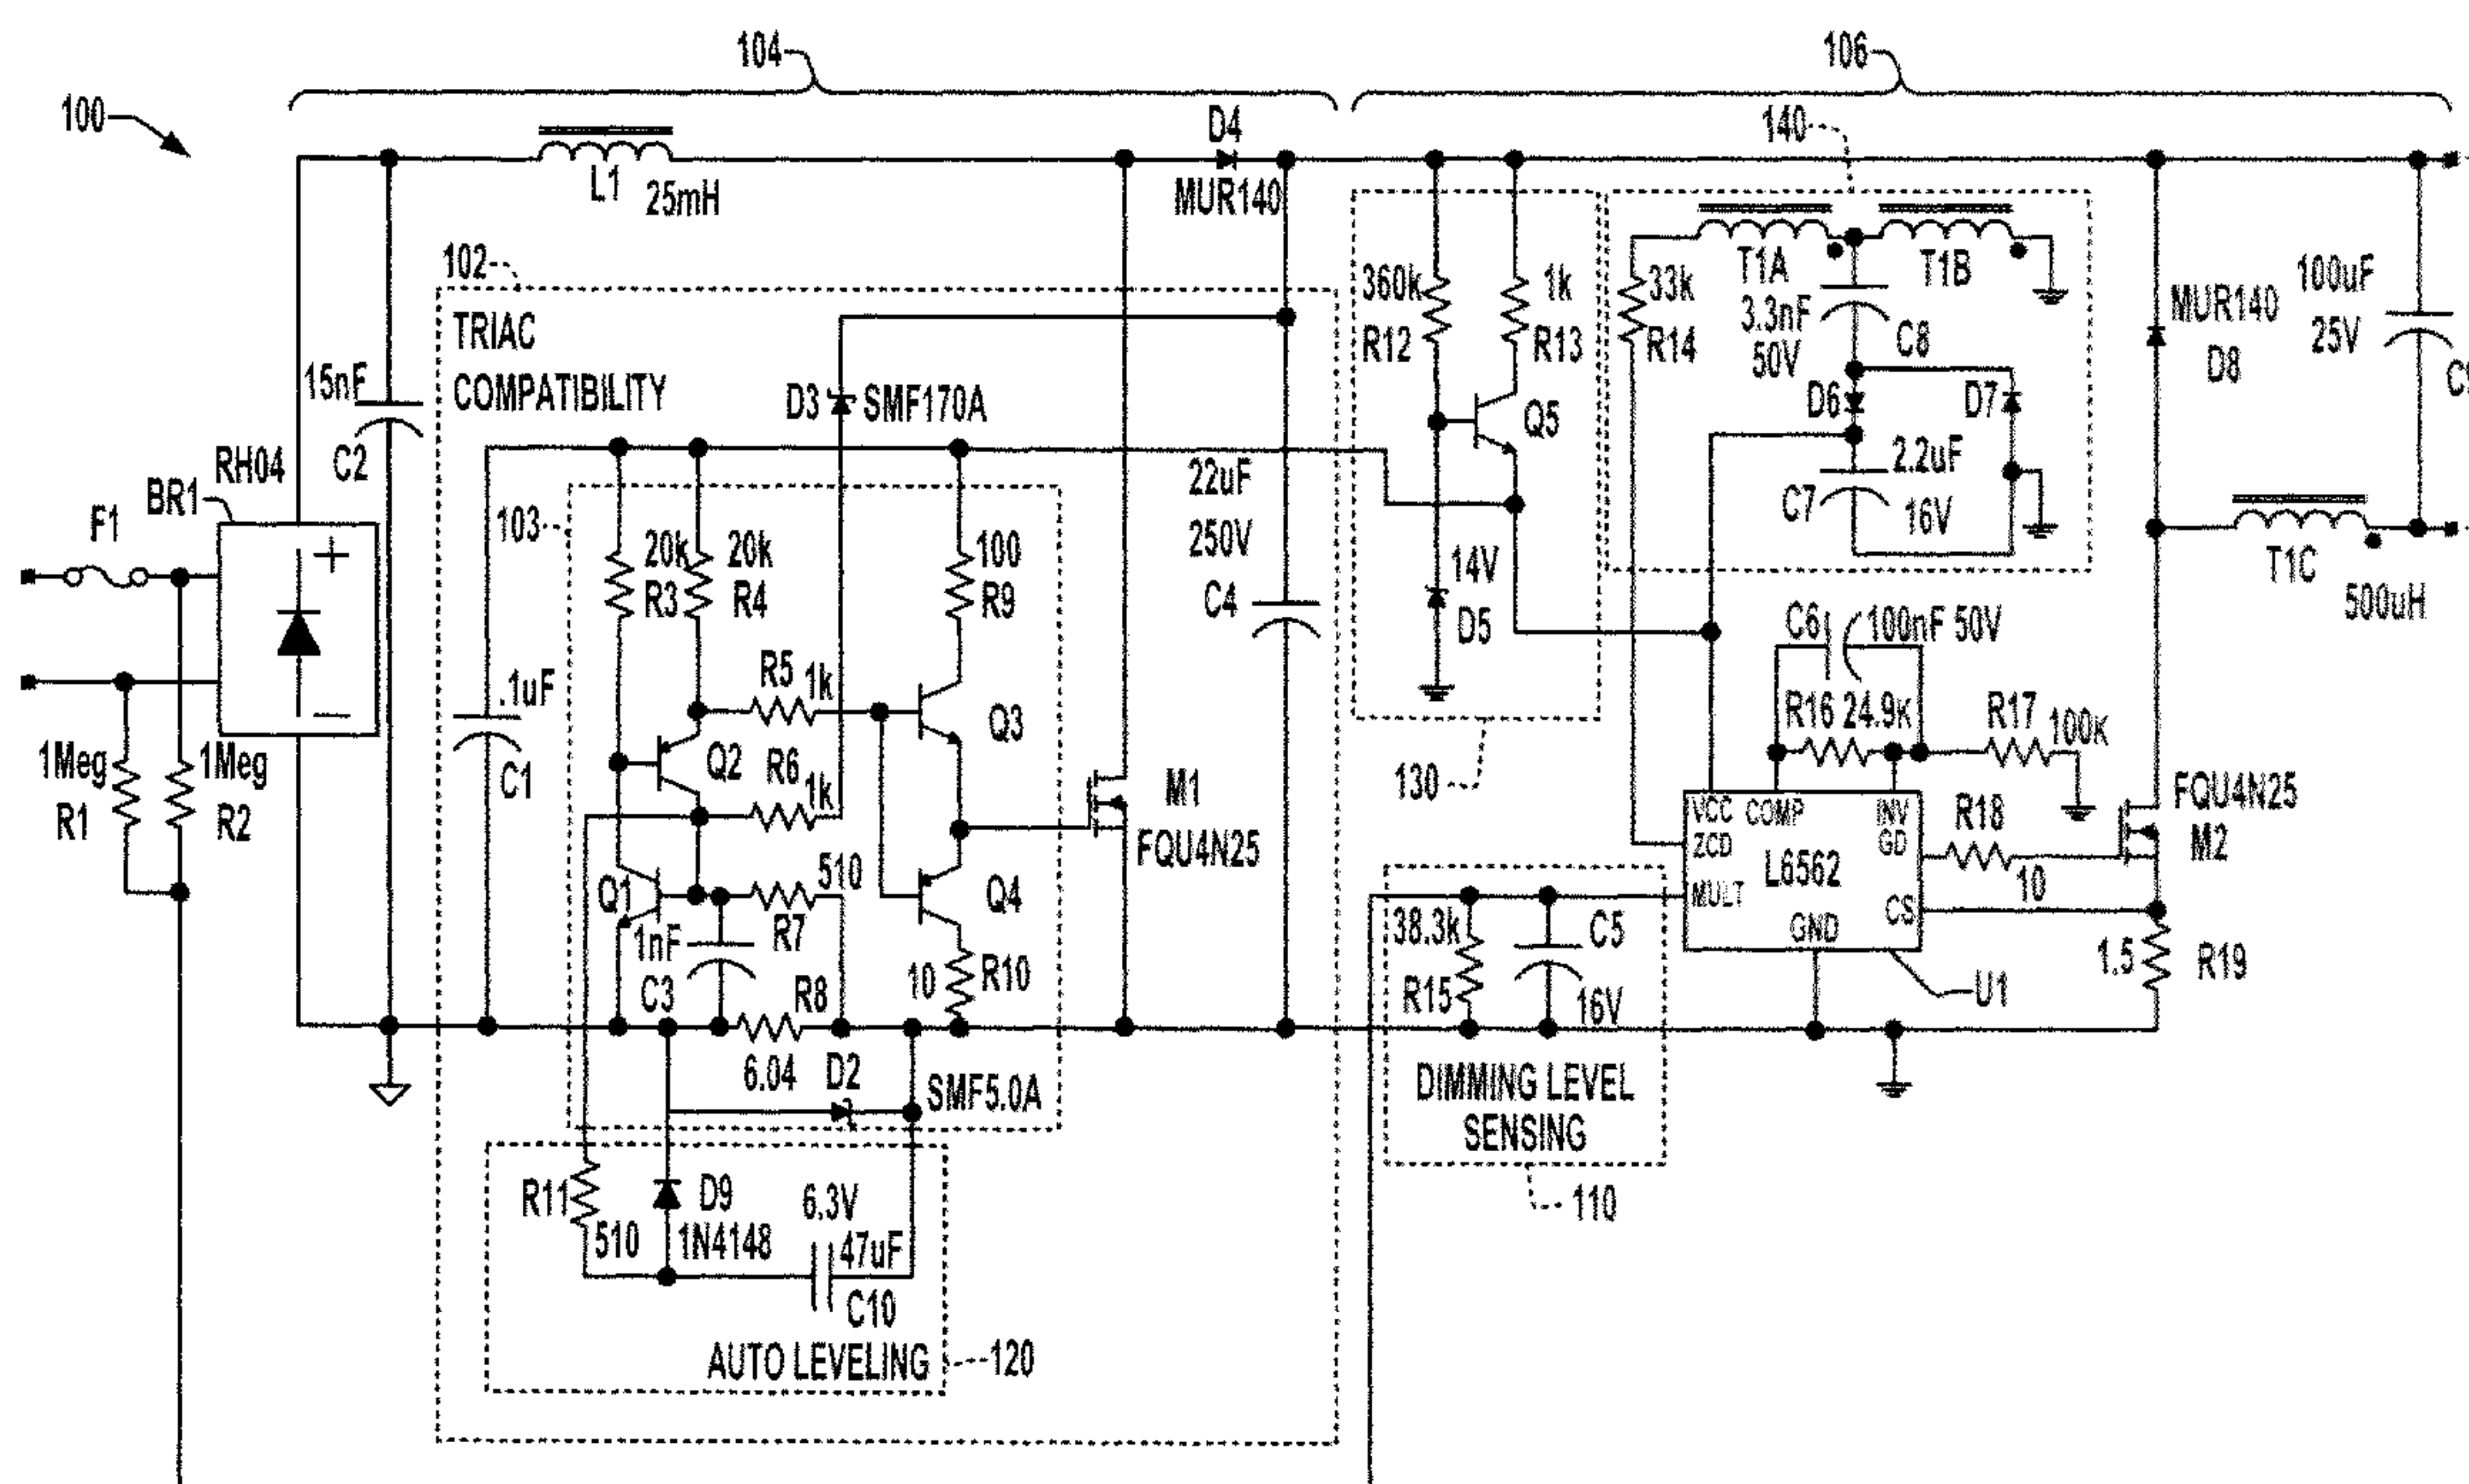 104
106
100
140
D4
L1
25mH
MUR140
102
TRIAC
COMPATIBILITY
360k
R12
1k
R13
33k
R14
T1A
T1B
3.3nF
50V
C8
MUR140
D8
100uF
25V
15nF
C2
D3
SMF170A
Q5
D6
D7
RH04
BR1
F1
103
22uF
250V
C4
2.2uF
C7
16V
20k
R3
20k
R4
100
R9
14V
D5
T1C
500uH
+
−
.1uF
C1
R5
1k
Q3
C6
100nF 50V
R16
24.9K
R17
100K
1Meg
R1
1Meg
R2
Q2
R6
1k
M1
FQU4N25
130
VCC
COMP
INV
ZCD
GD
L6562
MULT
CS
GND
R18
10
FQU4N25
M2
Q1
510
R7
Q4
1nF
C3
R8
10
R10
38.3k
R15
C5
16V
U1
1.5
R19
6.04
D2
SMF5.0A
DIMMING LEVEL
SENSING
110
R11
510
D9
1N4148
6.3V
47uF
C10
AUTO LEVELING
120